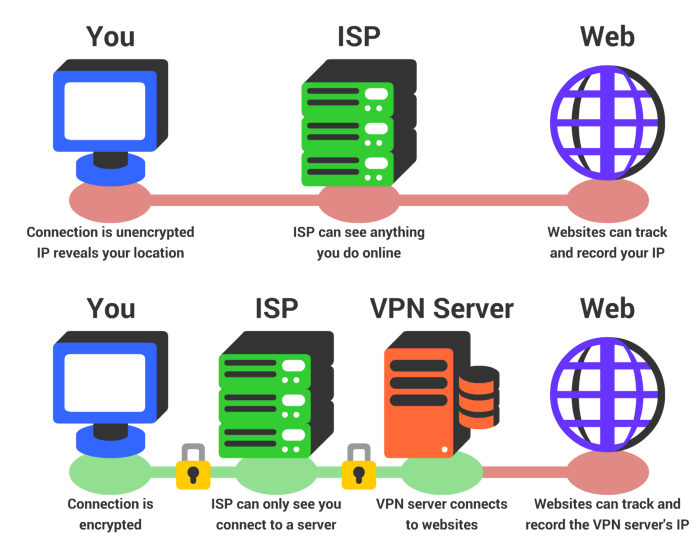 You
ISP
Web
Connection is unencrypted
IP reveals your location
ISP can see anything
you do online
Websites can track
and record your IP
You
ISP
VPN Server
Web
Connection is
encrypted
ISP can only see you
connect to a server
VPN server connects
to websites
Websites can track and
record the VPN server's IP